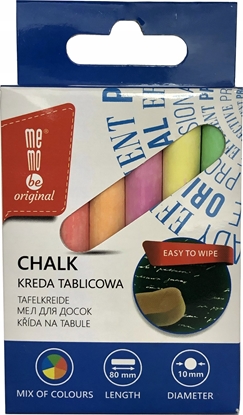 me
mo
be
original
EASY TO WIPE
CHALK
KREDA TABLICOWA
TAFELKREIDE
МЕЛ ДЛЯ ДОСОК
KŘÍDA NA TABULE
80 mm
10 mm
MIX OF COLOURS
LENGTH
DIAMETER